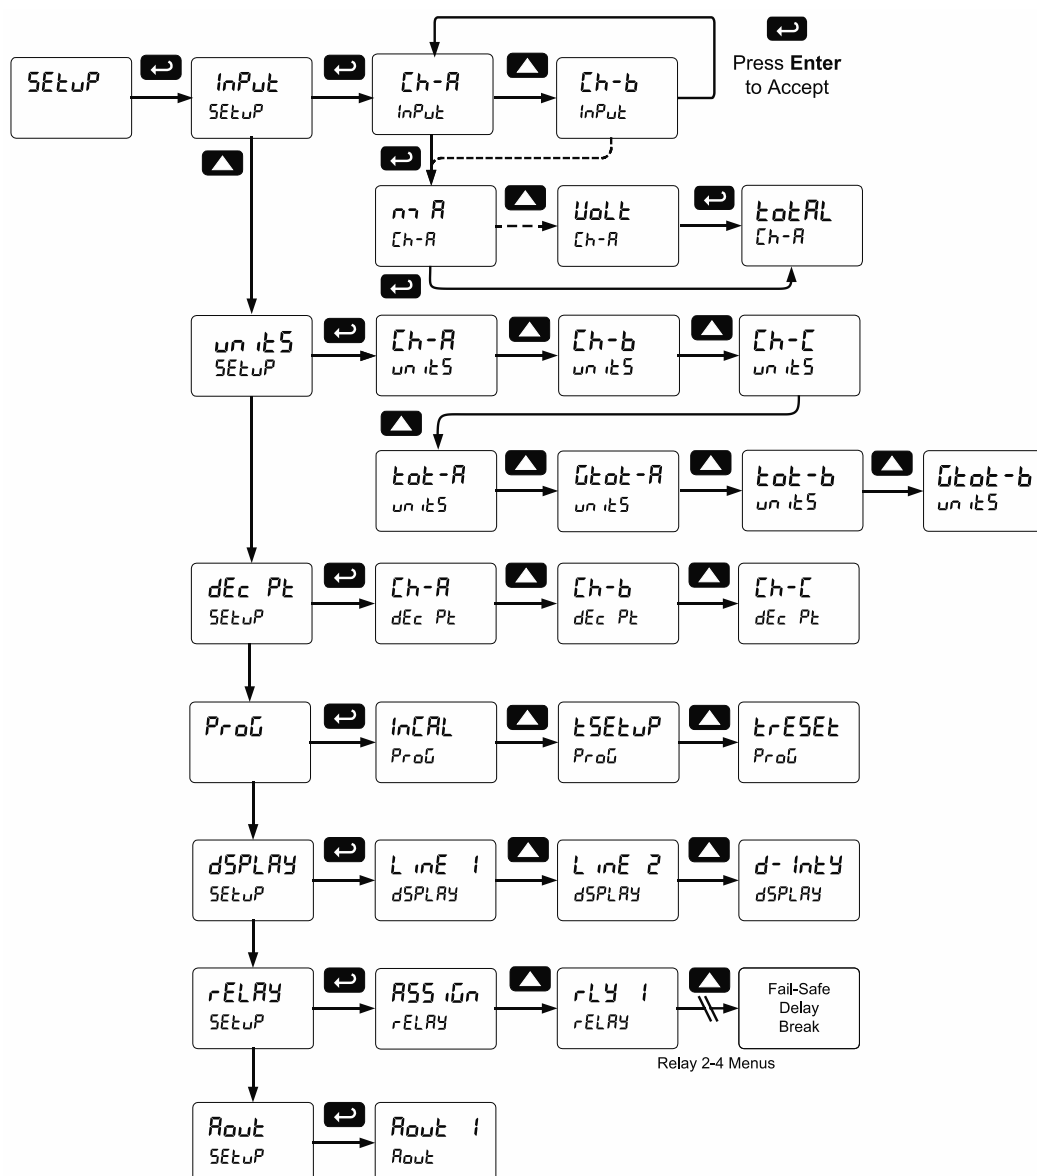 SEtuP
InPut
SEtuP
Ch-A
InPut
Ch-b
InPut
Press Enter
to Accept
mA
Ch-A
VoLt
Ch-A
totAL
Ch-A
unitS
SEtuP
Ch-A
unitS
Ch-b
unitS
Ch-C
unitS
tot-A
unitS
Gtot-A
unitS
tot-b
unitS
Gtot-b
unitS
dEc Pt
SEtuP
Ch-A
dEc Pt
Ch-b
dEc Pt
Ch-C
dEc Pt
ProG
InCAL
ProG
tSEtuP
ProG
trESEt
ProG
dSPLAY
SEtuP
LinE 1
dSPLAY
LinE 2
dSPLAY
d-IntY
dSPLAY
rELAY
SEtuP
ASSiGn
rELAY
rLY 1
rELAY
Fail-Safe
Delay
Break
Relay 2-4 Menus
Aout
SEtuP
Aout 1
Aout